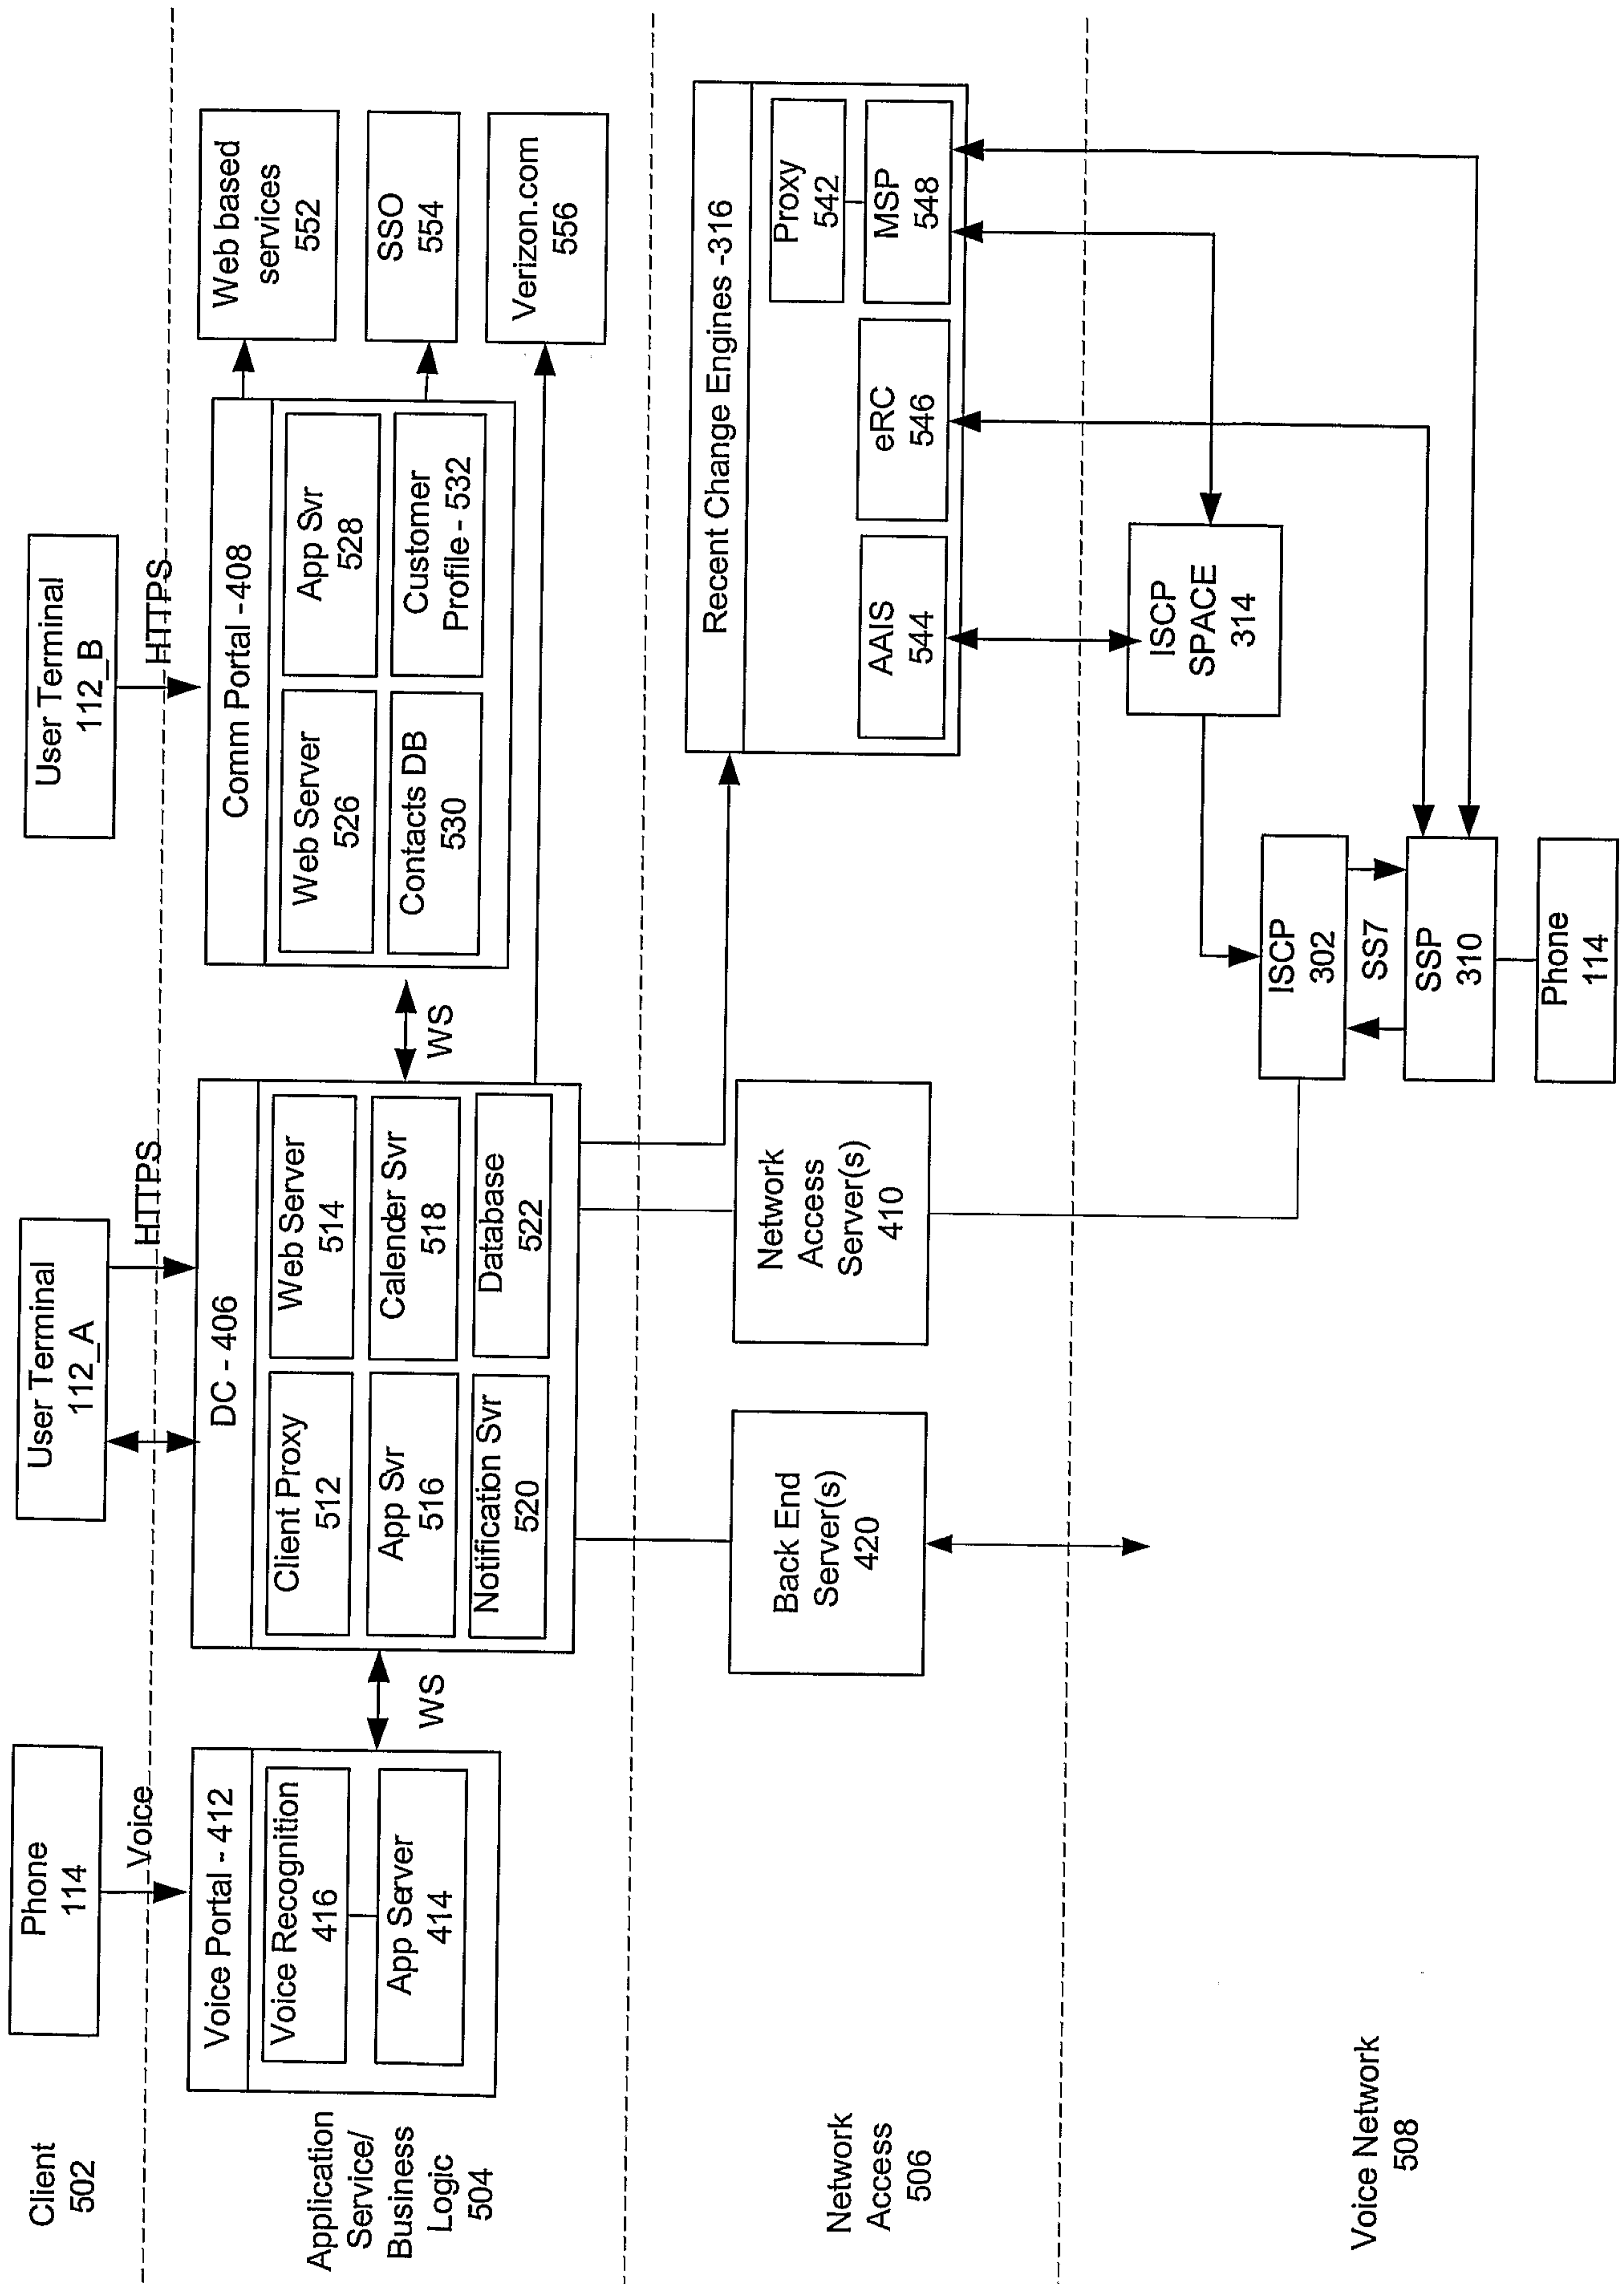 Client
502
Phone
114
User Terminal
112_A
User Terminal
112_B
Voice
HTTPS
HTTPS
Application
Service/
Business
Logic
504
Voice Portal - 412
Voice Recognition
416
App Server
414
WS
DC - 406
Client Proxy
512
Web Server
514
App Svr
516
Calender Svr
518
Notification Svr
520
Database
522
WS
Comm Portal -408
Web Server
526
App Svr
528
Contacts DB
530
Customer
Profile - 532
Web based
services
552
SSO
554
Verizon.com
556
Network
Access
506
Back End
Server(s)
420
Network
Access
Server(s)
410
Recent Change Engines -316
Proxy
542
AAIS
544
eRC
546
MSP
548
Voice Network
508
ISCP
SPACE
314
ISCP
302
SS7
SSP
310
Phone
114